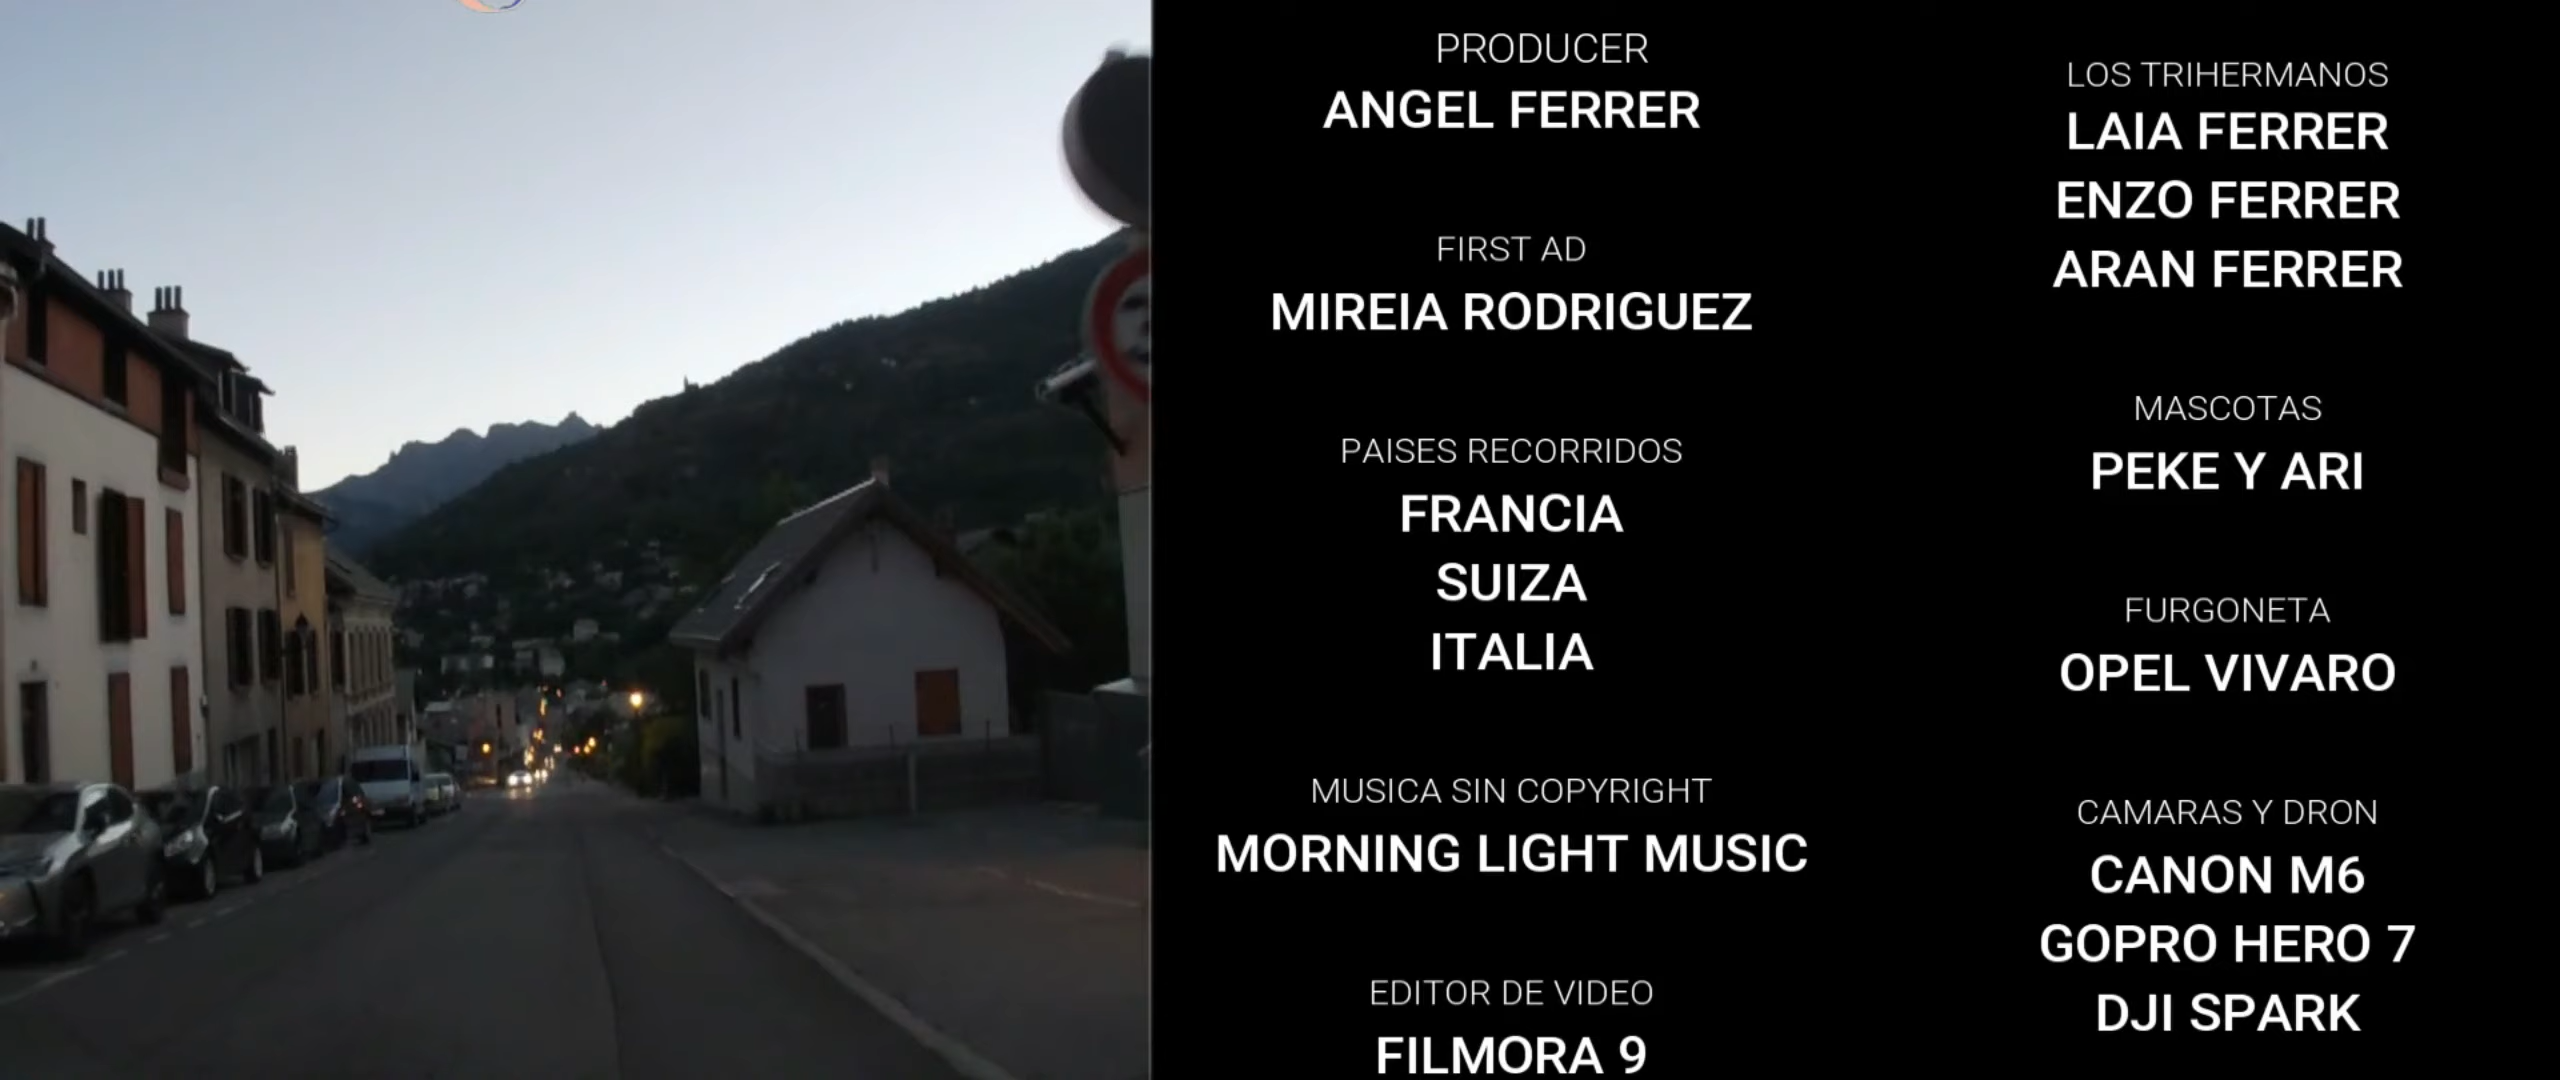 PRODUCER
ANGEL FERRER
FIRST AD
MIREIA RODRIGUEZ
PAISES RECORRIDOS
FRANCIA
SUIZA
ITALIA
MUSICA SIN COPYRIGHT
MORNING LIGHT MUSIC
EDITOR DE VIDEO
FILMORA 9
LOS TRIHERMANOS
LAIA FERRER
ENZO FERRER
ARAN FERRER
MASCOTAS
PEKE Y ARI
FURGONETA
OPEL VIVARO
CAMARAS Y DRON
CANON M6
GOPRO HERO 7
DJI SPARK